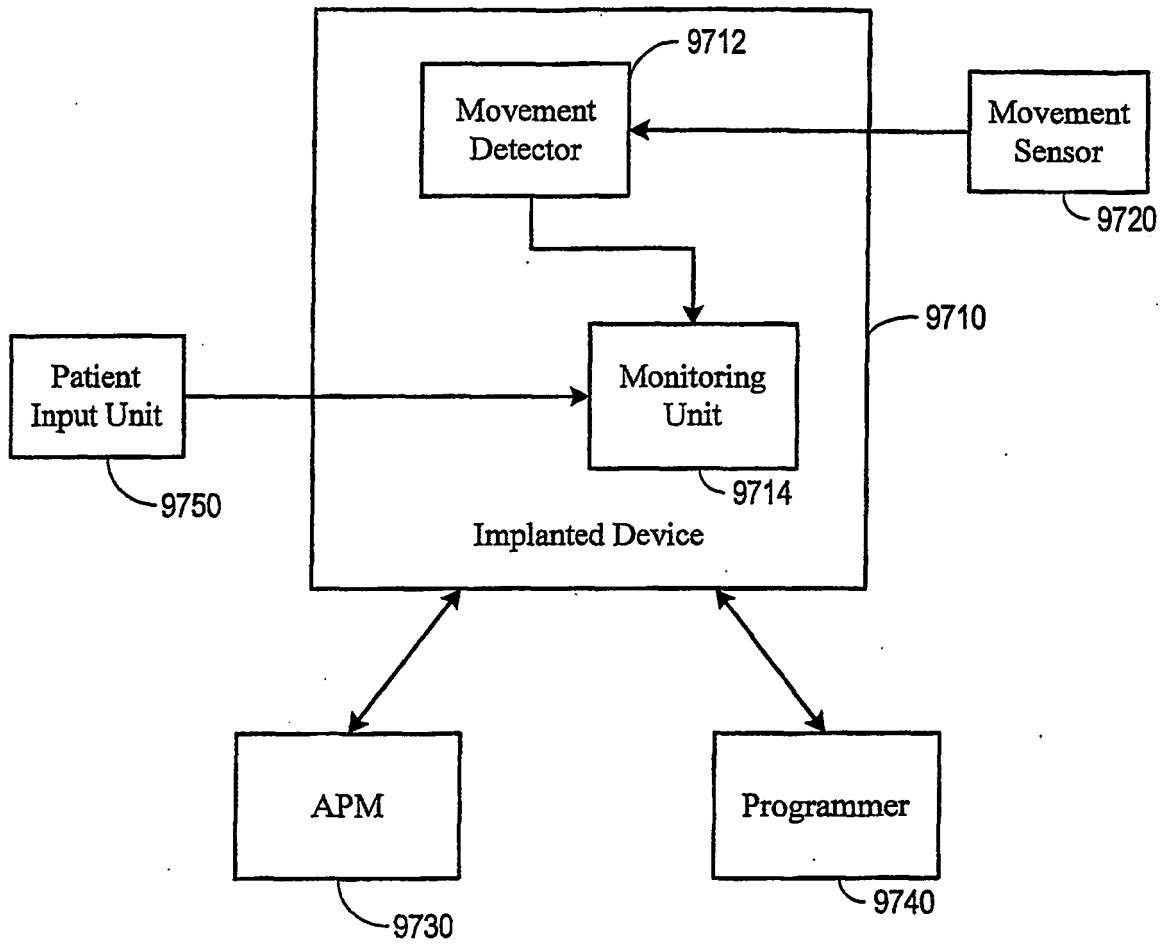 9712
Movement
Detector
Movement
Sensor
9720
9710
Patient
Input Unit
9750
Monitoring
Unit
9714
Implanted Device
APM
9730
Programmer
9740